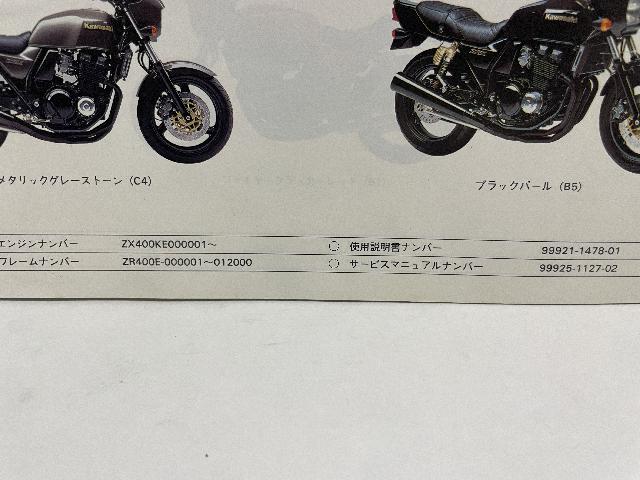 Kawasaki
Kawasaki
メタリックグレーストーン (C4)
ブラックパール (B5)
エンジンナンバー ZX400KE000001～
○ 使用説明書ナンバー 99921-1478-01
フレームナンバー ZR400E-000001～012000
○ サービスマニュアルナンバー 99925-1127-02